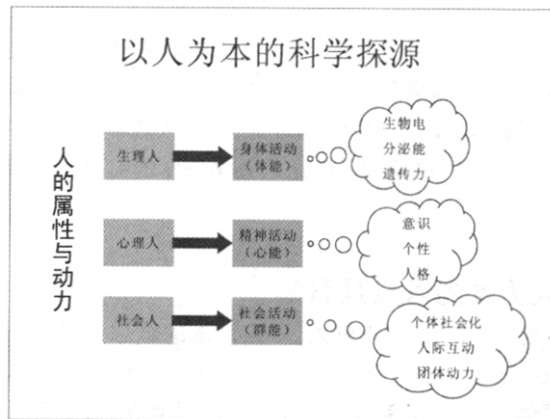 以人为本的科学探源
人的属性与动力
生理人
身体活动
（体能）
生物电
分泌能
遗传力
心理人
精神活动
（心能）
意识
个性
人格
社会人
社会活动
（群能）
个体社会化
人际互动
团体动力